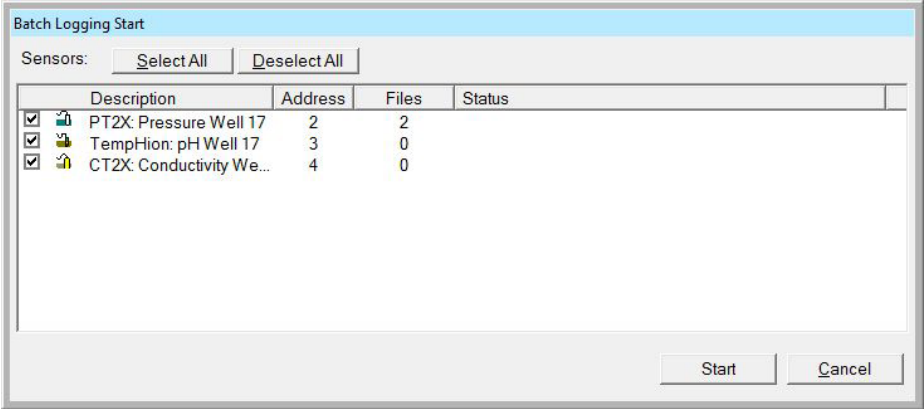 Batch Logging Start
Sensors: Select All Deselect All
Description Address Files Status
PT2X: Pressure Well 17 2 2
TempHion: pH Well 17 3 0
CT2X: Conductivity We... 4 0
Start Cancel